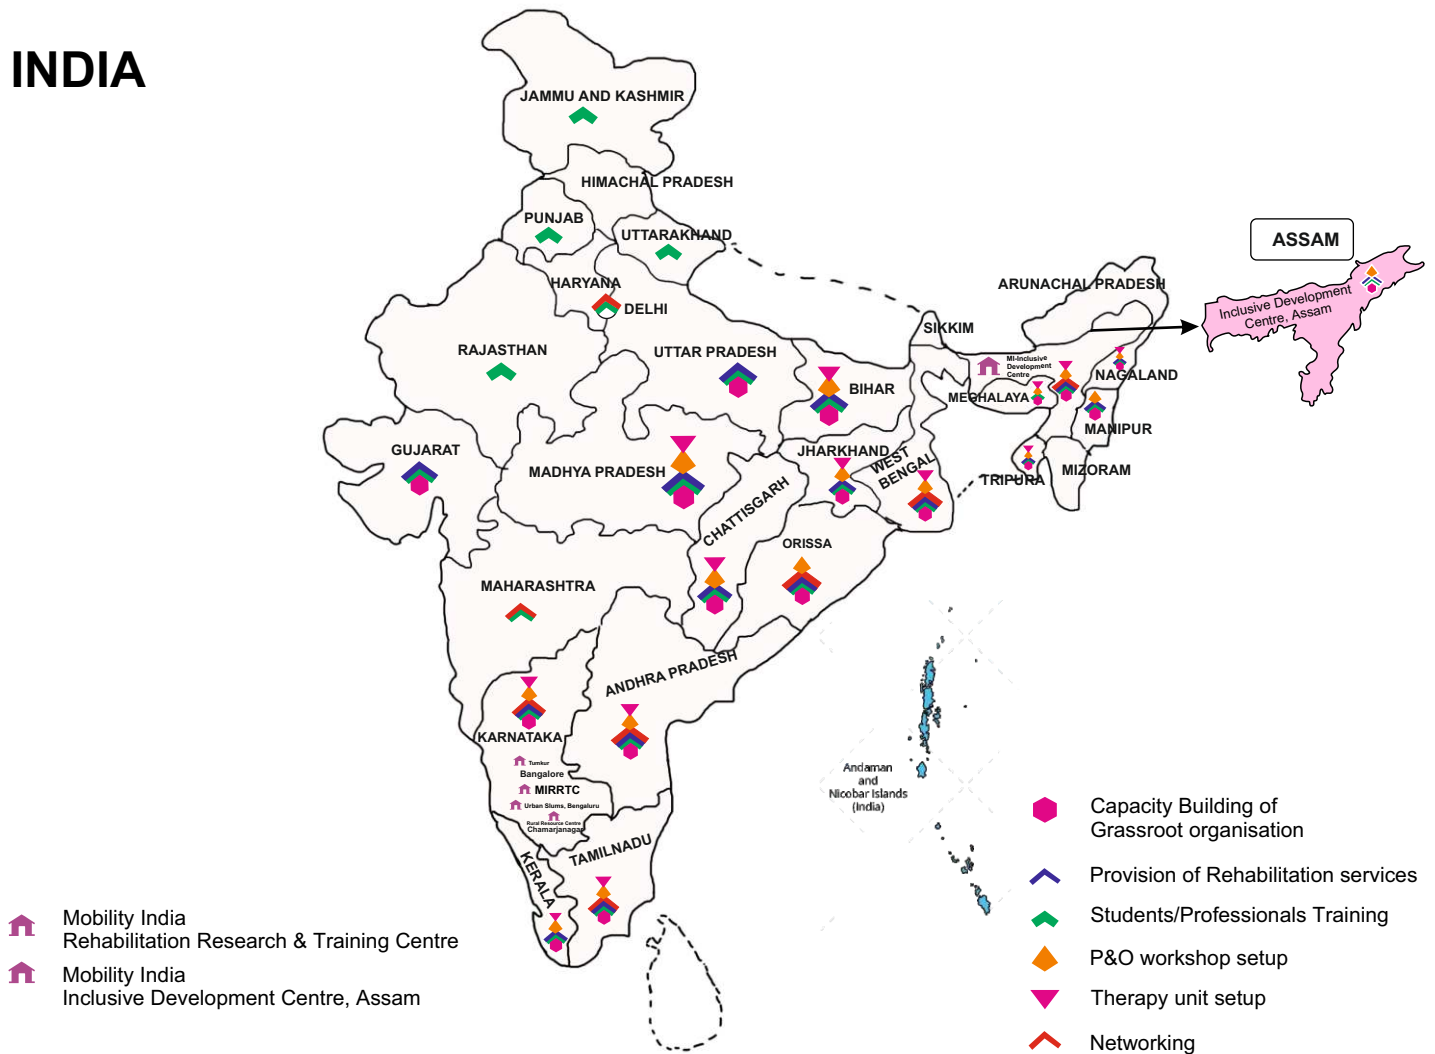 INDIA
JAMMU AND KASHMIR
HIMACHAL PRADESH
PUNJAB
UTTARAKHAND
HARYANA
DELHI
RAJASTHAN
UTTAR PRADESH
BIHAR
SIKKIM
ARUNACHAL PRADESH
ASSAM
Inclusive Development
Centre, Assam
MI-Inclusive
Development
Centre
NAGALAND
MEGHALAYA
MANIPUR
MIZORAM
TRIPURA
GUJARAT
MADHYA PRADESH
JHARKHAND
WEST
BENGAL
CHATTISGARH
ORISSA
MAHARASHTRA
ANDHRA PRADESH
KARNATAKA
Tumkur
Bangalore
MIRRTC
Urban Slums, Bengaluru
Rural Resource Centre
Chamarjanagar
KERALA
TAMILNADU
Andaman
and
Nicobar Islands
(India)
Mobility India
Rehabilitation Research & Training Centre
Mobility India
Inclusive Development Centre, Assam
Capacity Building of
Grassroot organisation
Provision of Rehabilitation services
Students/Professionals Training
P&O workshop setup
Therapy unit setup
Networking